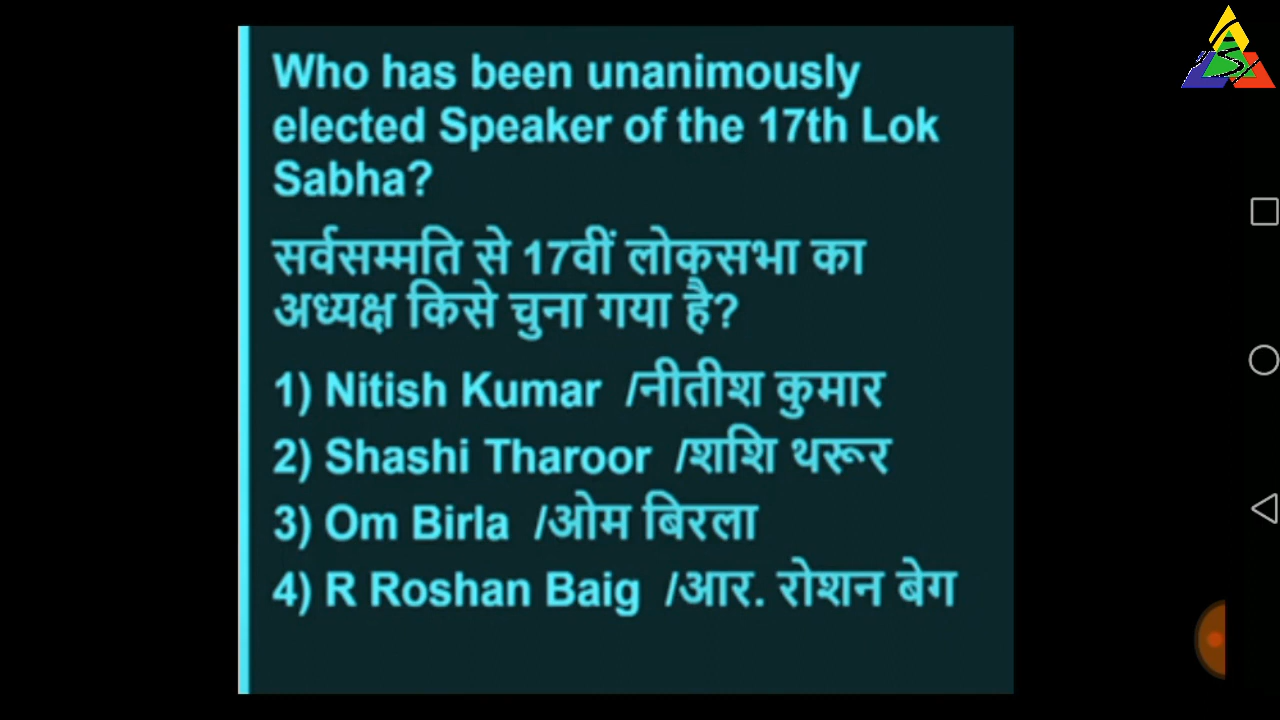 Who has been unanimously
elected Speaker of the 17th Lok
Sabha?
सर्वसम्मति से 17वीं लोकसभा का
अध्यक्ष किसे चुना गया है?
1) Nitish Kumar /नीतीश कुमार
2) Shashi Tharoor /शशि थरूर
3) Om Birla /ओम बिरला
4) R Roshan Baig /आर. रोशन बेग